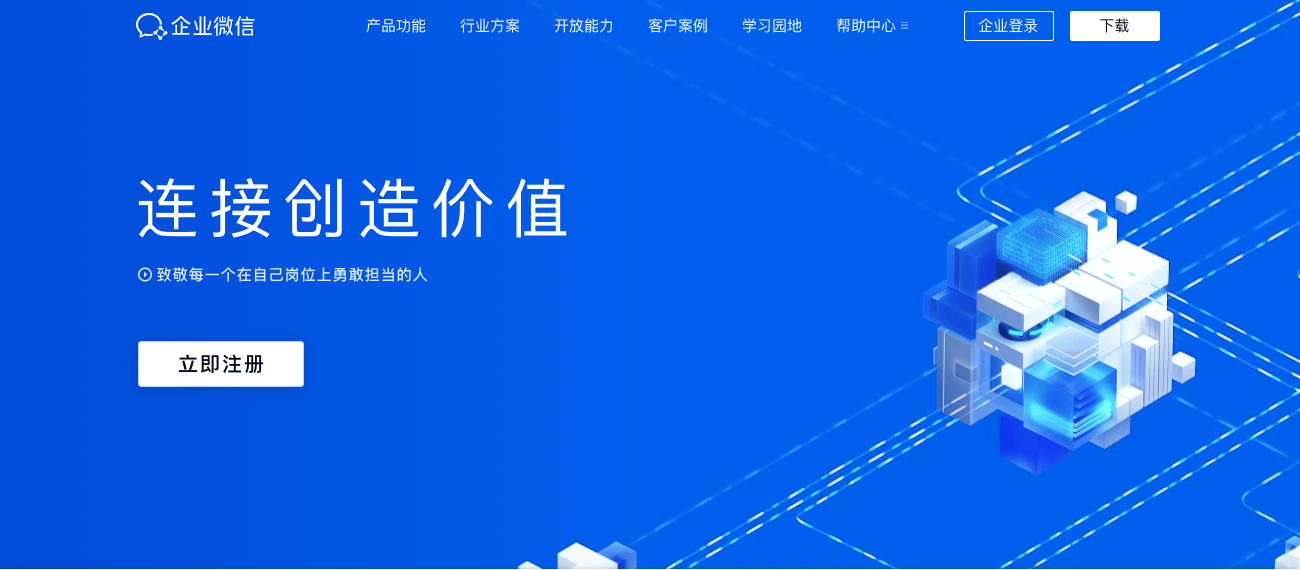 企业微信 产品功能 行业方案 开放能力 客户案例 学习园地 帮助中心 企业登录 下载
连接创造价值
致敬每一个在自己岗位上勇敢担当的人
立即注册